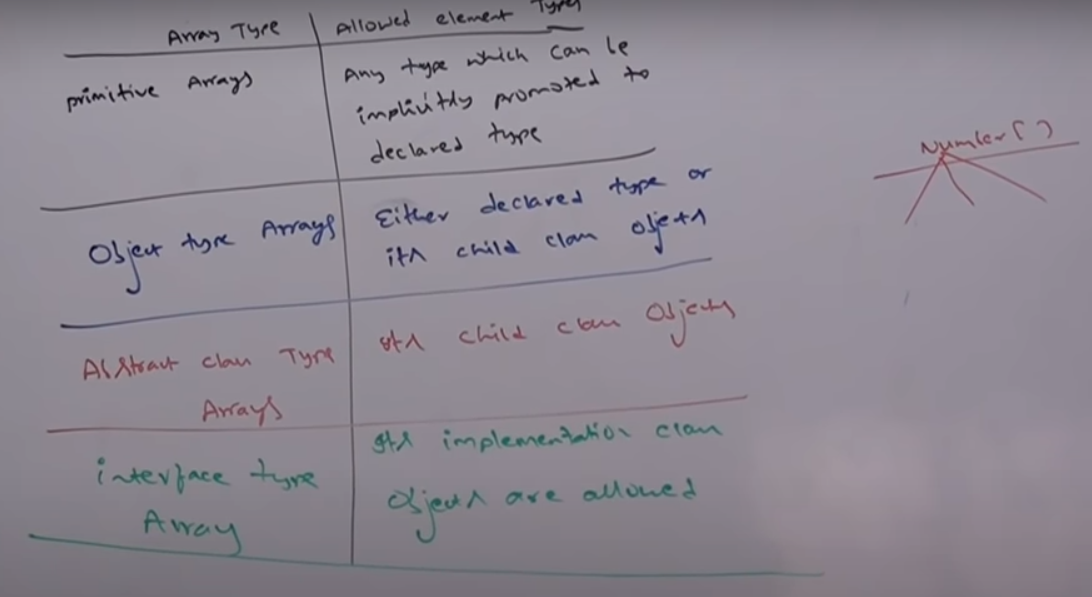 Array Type
Allowed element Types
primitive Arrays
Any type which can be
implicitly promoted to
declared type
Object type Arrays
Either declared type or
its child class objects
Abstract class Type
Arrays
its child class Objects
interface type
Array
its implementation class
objects are allowed
Number[ ]